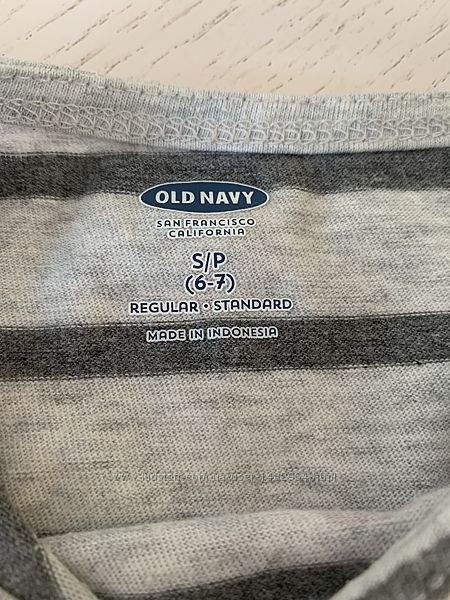 OLD NAVY
SAN FRANCISCO
CALIFORNIA
S/P
(6-7)
REGULAR • STANDARD
MADE IN INDONESIA